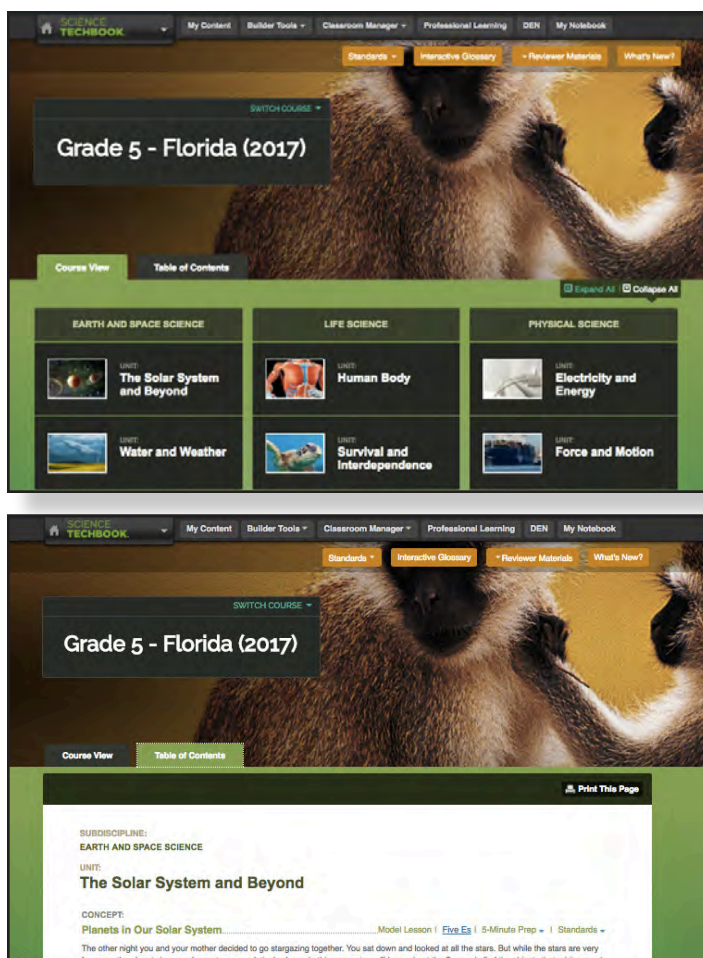 SCIENCE
TECHBOOK
My Content Builder Tools Classroom Manager Professional Learning DEN My Notebook
Standards Interactive Glossary Reviewer Materials What's New?
SWITCH COURSE
Grade 5 - Florida (2017)
Course View Table of Contents
Expand All Collapse All
EARTH AND SPACE SCIENCE LIFE SCIENCE PHYSICAL SCIENCE
UNIT: UNIT: UNIT:
The Solar System Human Body Electricity and
and Beyond Energy
UNIT: UNIT: UNIT:
Water and Weather Survival and Force and Motion
Interdependence
SCIENCE
TECHBOOK.
My Content Builder Tools Classroom Manager Professional Learning DEN My Notebook
Standards Interactive Glossary Reviewer Materials What's New?
SWITCH COURSE
Grade 5 - Florida (2017)
Course View Table of Contents
Print This Page
SUBDISCIPLINE:
EARTH AND SPACE SCIENCE
UNIT:
The Solar System and Beyond
CONCEPT:
Planets in Our Solar System Model Lesson | Five Es | 5-Minute Prep | Standards
The other night you and your mother decided to go stargazing together. You sat down and looked at all the stars. But while the stars are very